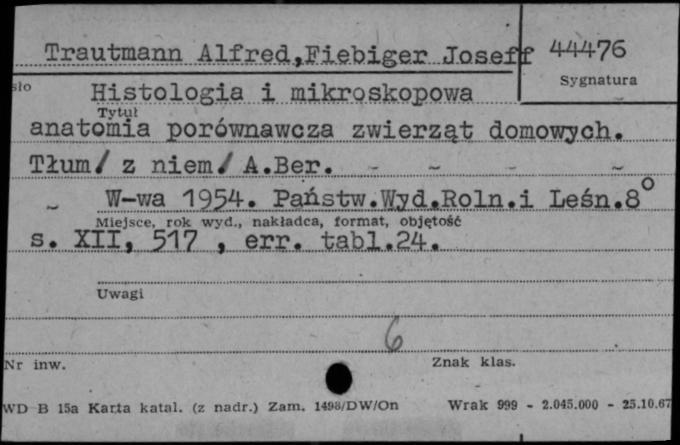 Trautmann Alfred,Fiebiger Joseff 44476
Sygnatura
sło Histologia i mikroskopowa
Tytuł
anatomia porównawcza zwierząt domowych.
Tłum/ z niem/ A.Ber. - - - -
- W-wa 1954. Państw.Wyd.Roln.i Leśn.8°
Miejsce, rok wyd., nakładca, format, objętość
s. XII, 517 , err. tabl.24.
Uwagi
6
Nr inw. Znak klas.
WD B 15a Karta katal. (z nadr.) Zam. 1498/DW/On Wrak 999 - 2.045.000 - 25.10.67